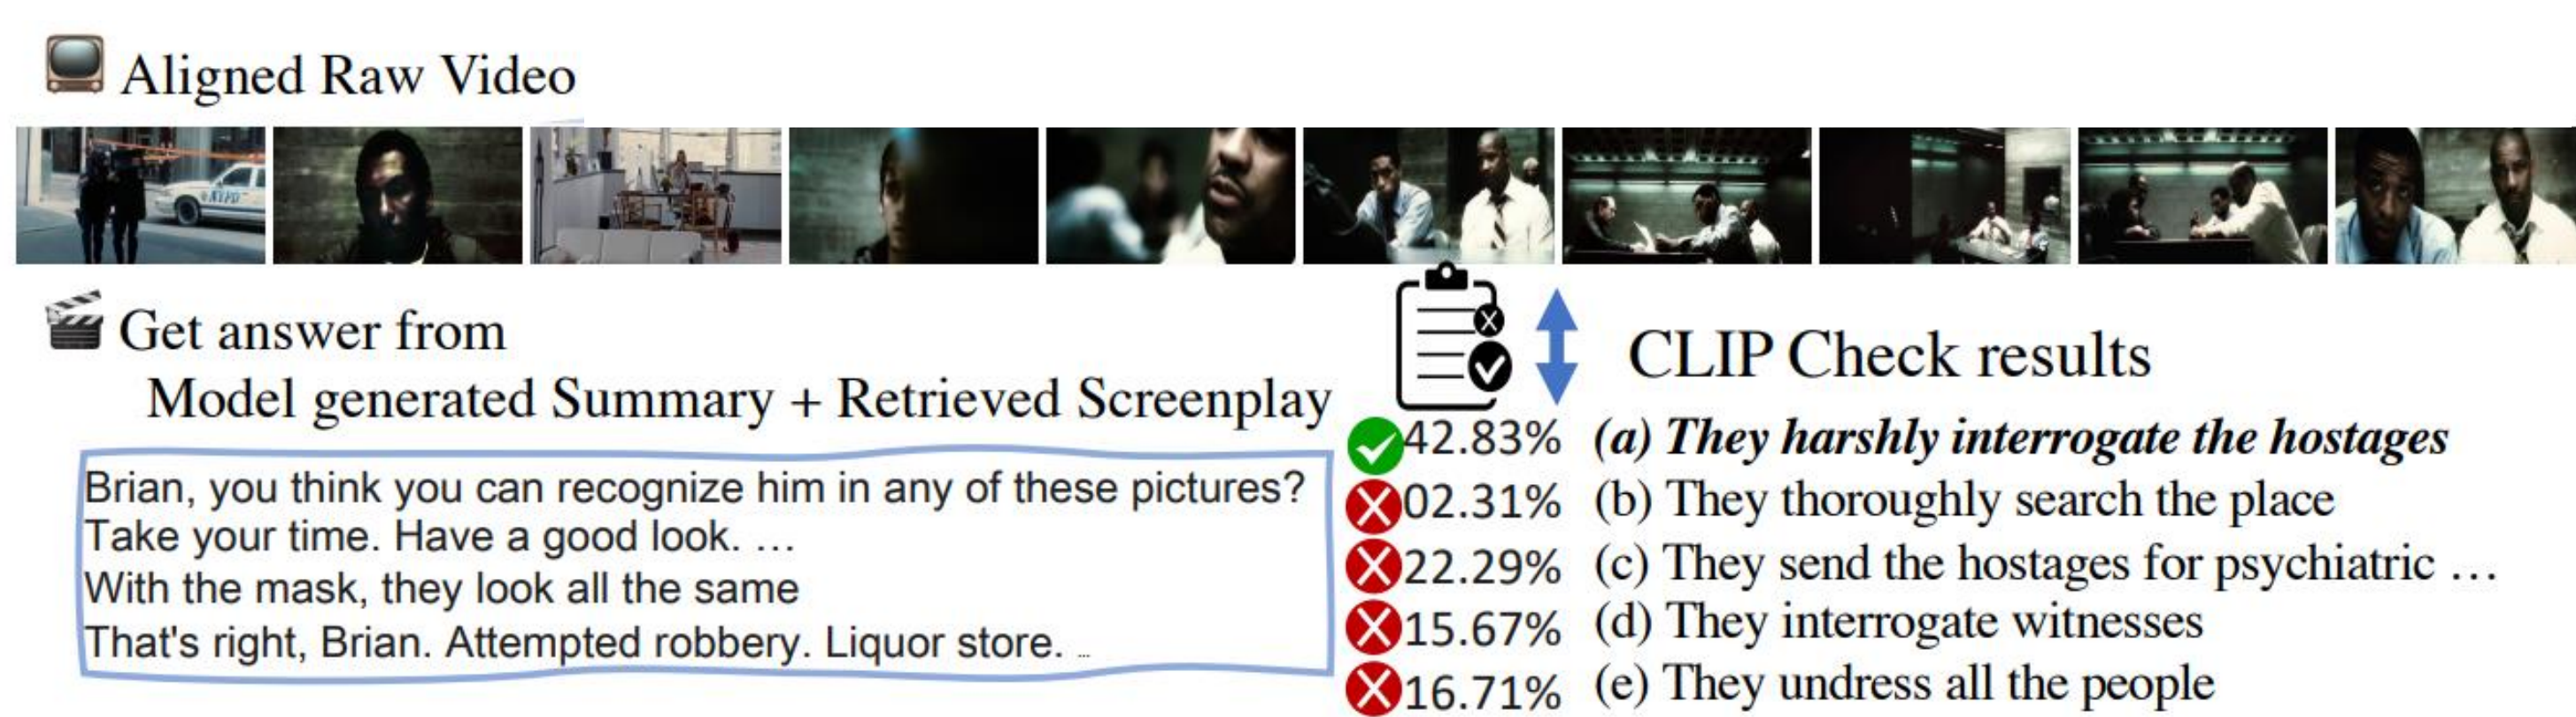 Aligned Raw Video
NYPD
Get answer from
Model generated Summary + Retrieved Screenplay
Brian, you think you can recognize him in any of these pictures?
Take your time. Have a good look. …
With the mask, they look all the same
That's right, Brian. Attempted robbery. Liquor store. ...
CLIP Check results
42.83% (a) They harshly interrogate the hostages
02.31% (b) They thoroughly search the place
22.29% (c) They send the hostages for psychiatric …
15.67% (d) They interrogate witnesses
16.71% (e) They undress all the people